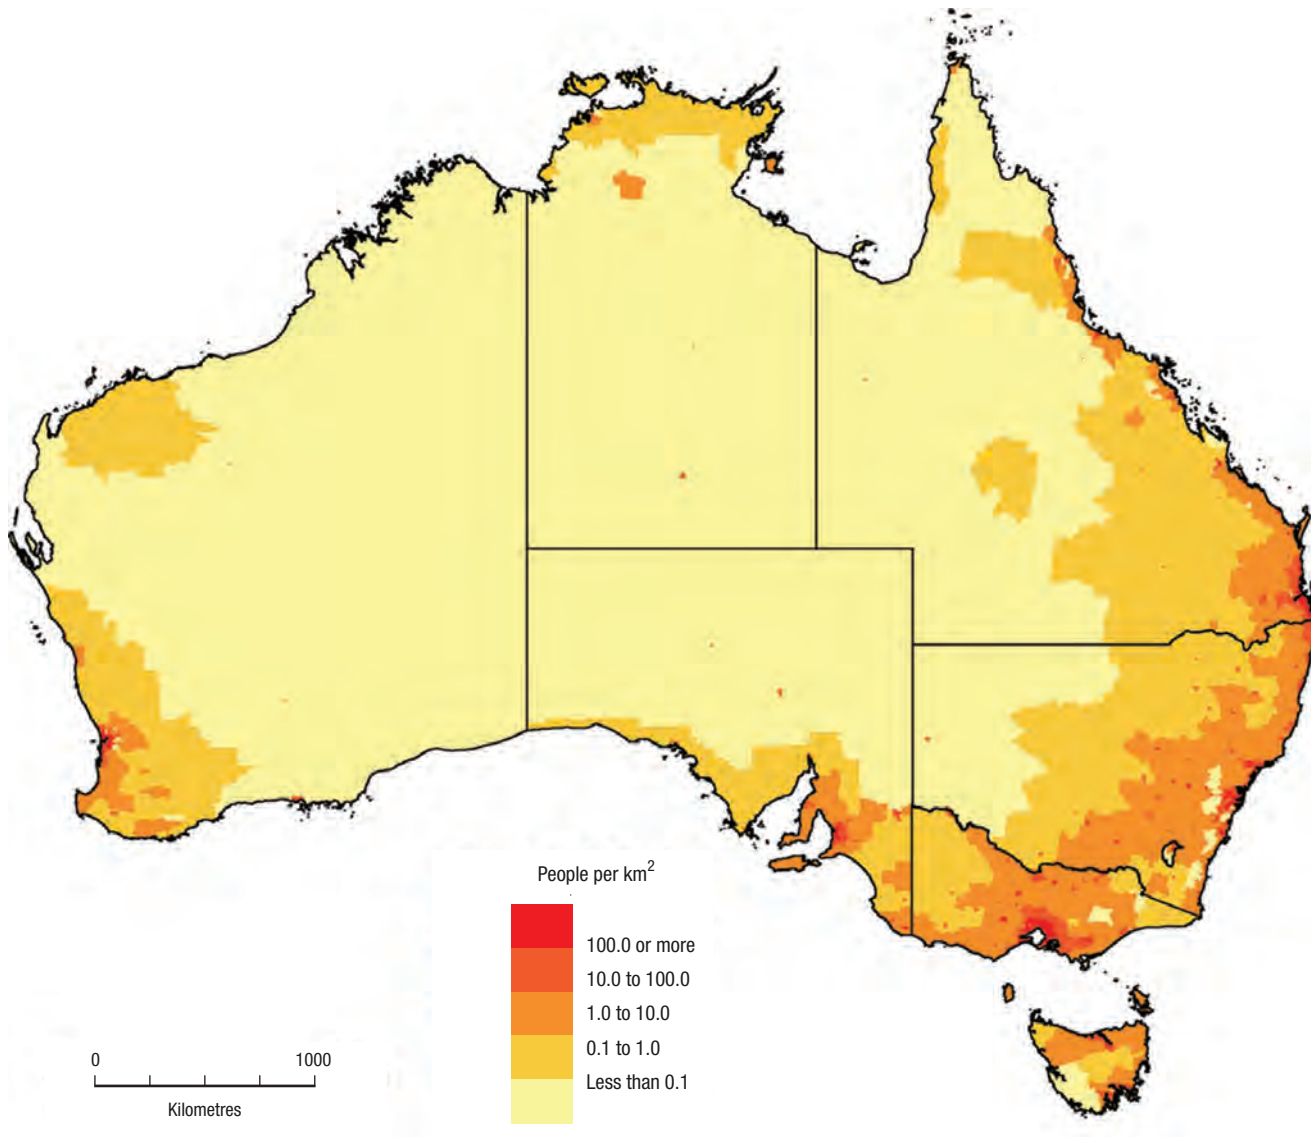 People per km²
100.0 or more
10.0 to 100.0
1.0 to 10.0
0.1 to 1.0
Less than 0.1
0 1000
Kilometres